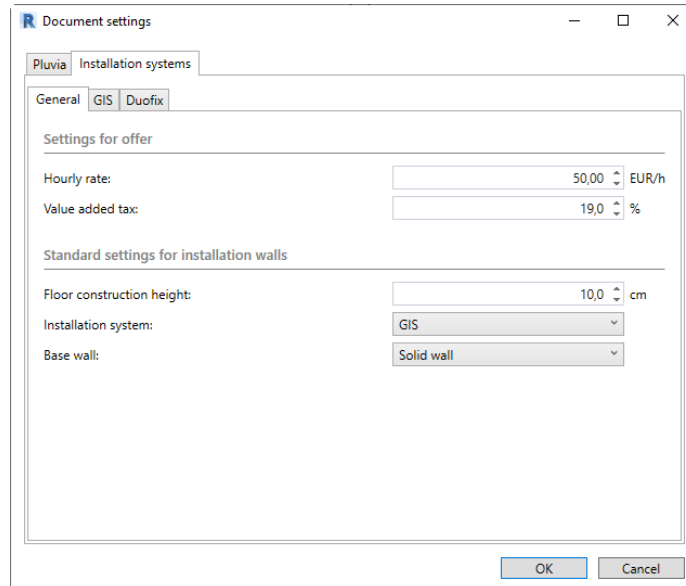 R Document settings
Pluvia Installation systems
General GIS Duofix
Settings for offer
Hourly rate: 50,00 EUR/h
Value added tax: 19,0 %
Standard settings for installation walls
Floor construction height: 10,0 cm
Installation system: GIS
Base wall: Solid wall
OK Cancel